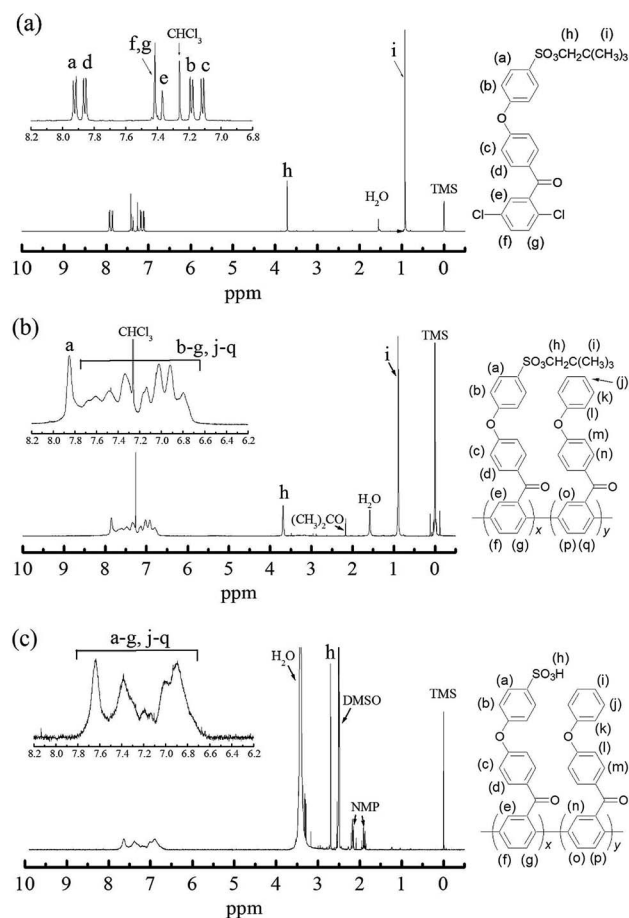 (a)
a d f,g CHCl3 e b c
8.2 8.0 7.8 7.6 7.4 7.2 7.0 6.8
i
h
H2O
TMS
10 9 8 7 6 5 4 3 2 1 0
ppm
(h) (i)
SO3CH2C(CH3)3
(a)
(b)
O
(c)
(d)
O
(e)
Cl Cl
(f) (g)
(b)
a CHCl3 b-g, j-q
8.2 8.0 7.8 7.6 7.4 7.2 7.0 6.8 6.6 6.4 6.2
i
TMS
h
(CH3)2CO
H2O
10 9 8 7 6 5 4 3 2 1 0
ppm
(h) (i)
SO3CH2C(CH3)3
(a)
(j)
(b) (k)
(l)
O O
(c) (m)
(d) (n)
O O
(e) (o)
x y
(f) (g) (p) (q)
(c)
a-g, j-q
8.2 8.0 7.8 7.6 7.4 7.2 7.0 6.8 6.6 6.4 6.2
H2O
h
DMSO
TMS
NMP
10 9 8 7 6 5 4 3 2 1 0
ppm
(h)
SO3H
(a) (i)
(b) (j)
(k)
O O
(l)
(c) (m)
(d)
O O
(e) (n)
x y
(f) (g) (o) (p)